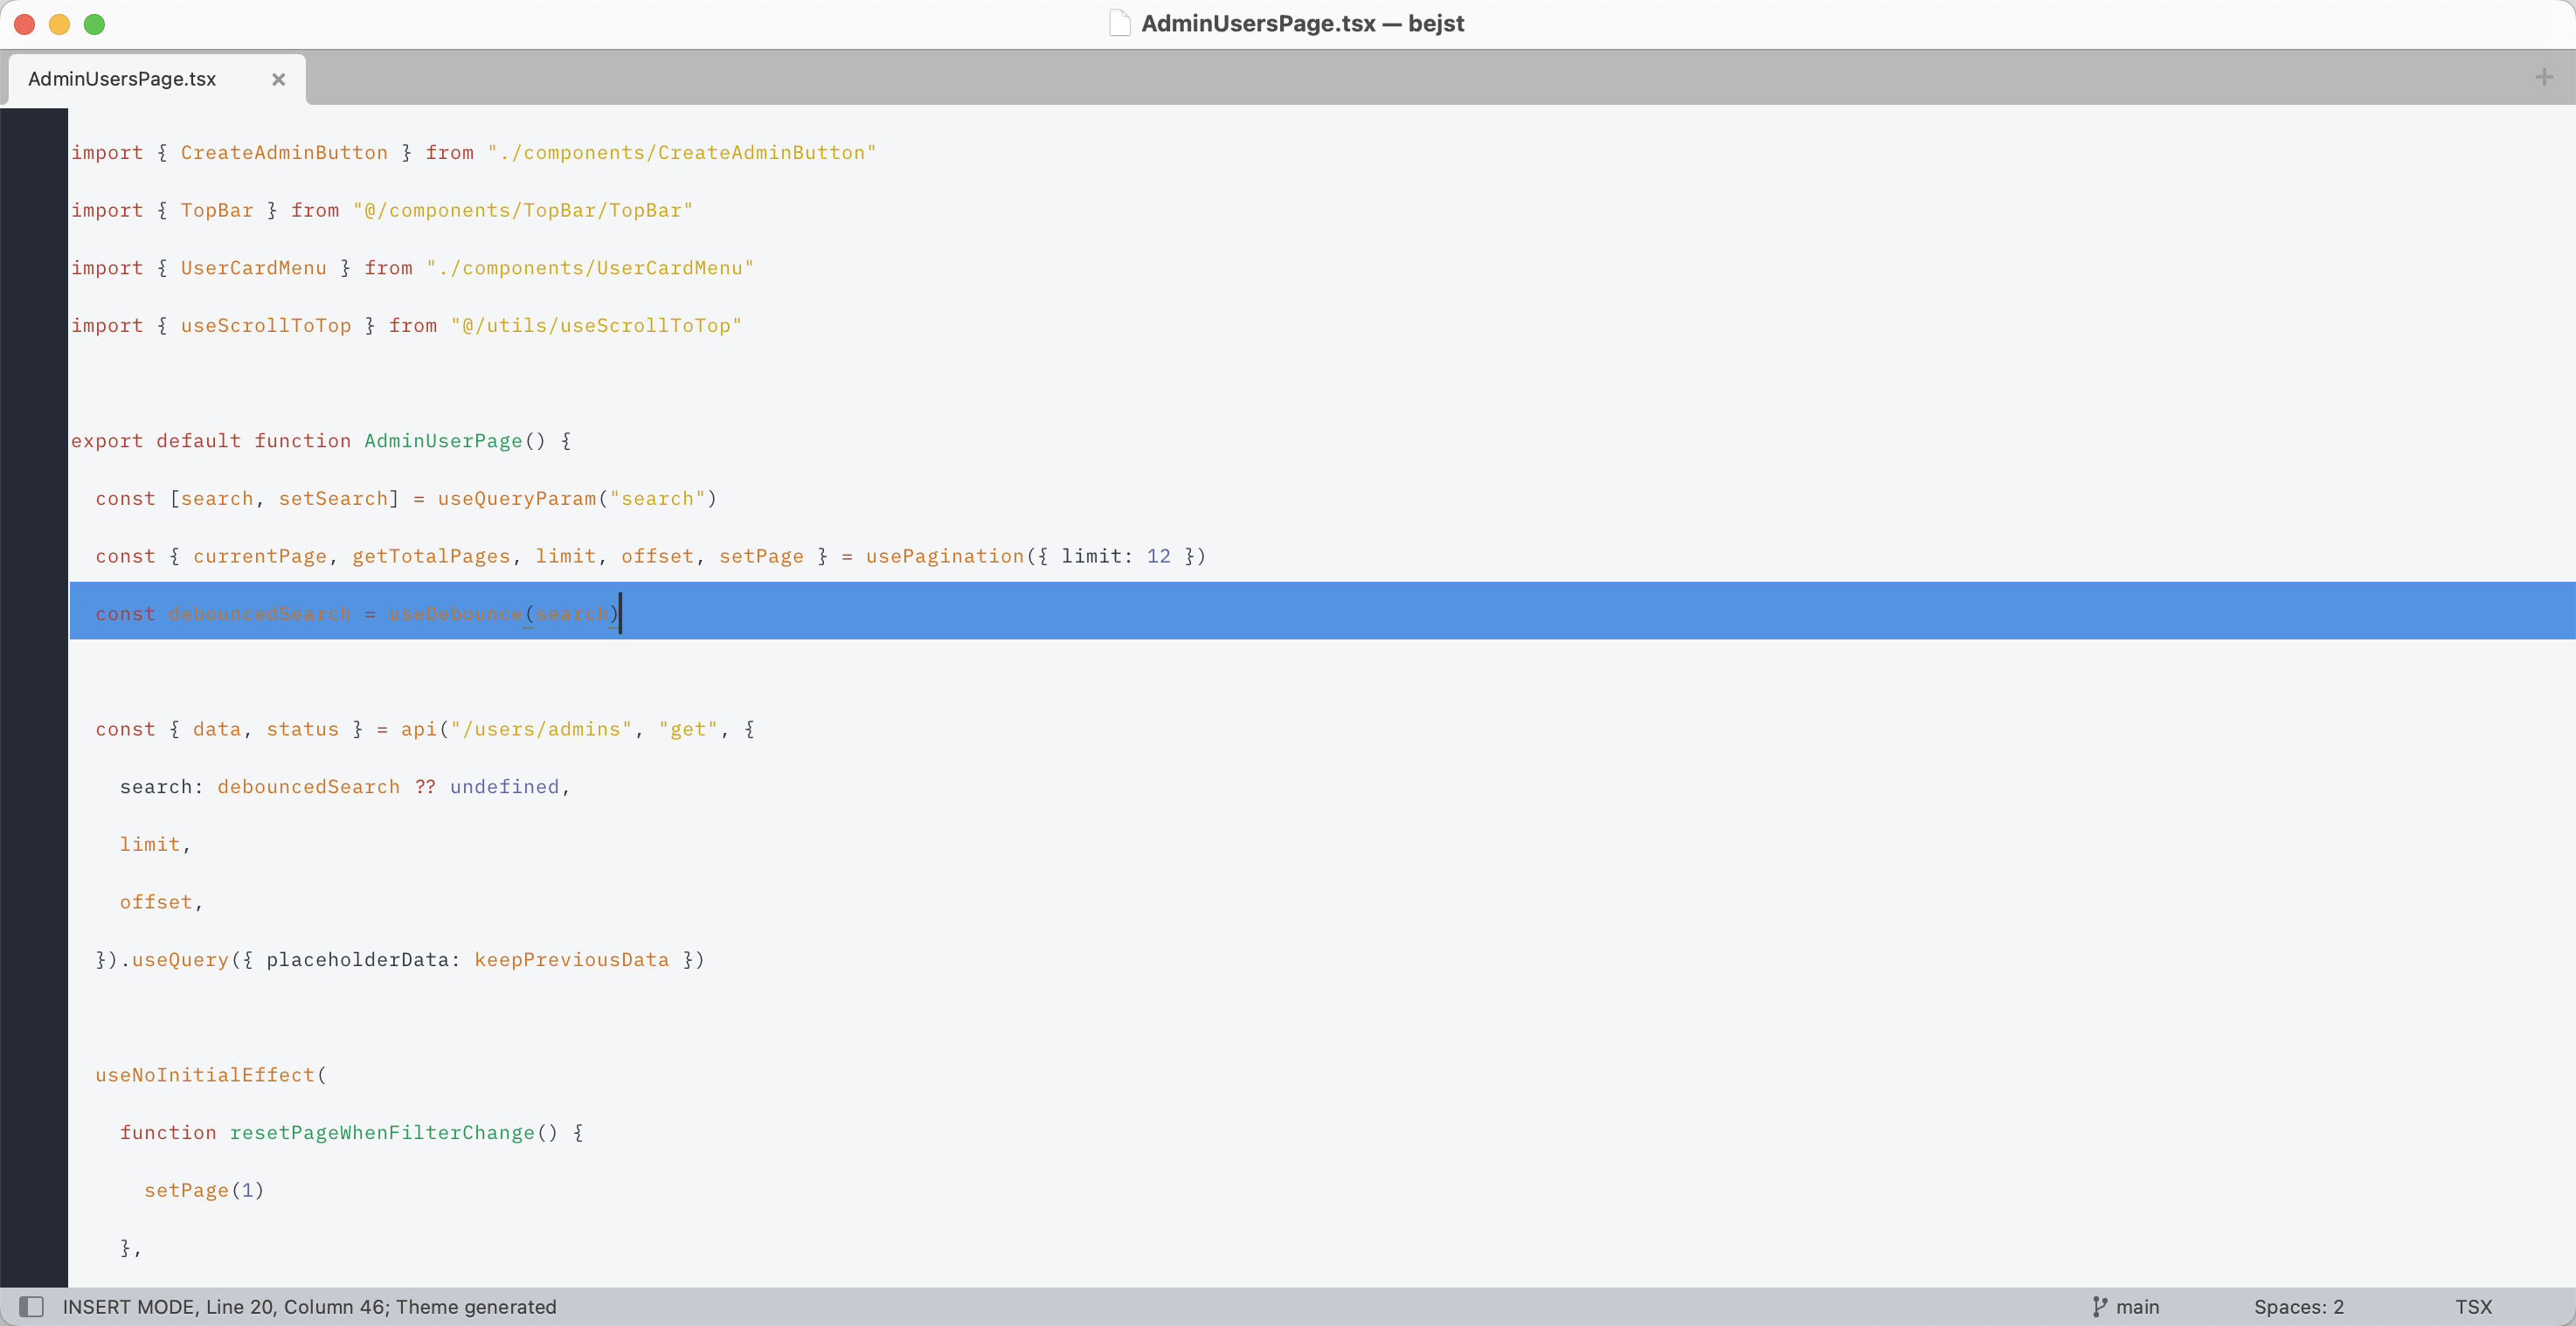 AdminUsersPage.tsx — bejst
AdminUsersPage.tsx
import { CreateAdminButton } from "./components/CreateAdminButton"
import { TopBar } from "@/components/TopBar/TopBar"
import { UserCardMenu } from "./components/UserCardMenu"
import { useScrollToTop } from "@/utils/useScrollToTop"
export default function AdminUserPage() {
  const [search, setSearch] = useQueryParam("search")
  const { currentPage, getTotalPages, limit, offset, setPage } = usePagination({ limit: 12 })
  const debouncedSearch = useDebounce(search)
  const { data, status } = api("/users/admins", "get", {
    search: debouncedSearch ?? undefined,
    limit,
    offset,
  }).useQuery({ placeholderData: keepPreviousData })
  useNoInitialEffect(
    function resetPageWhenFilterChange() {
      setPage(1)
    },
INSERT MODE, Line 20, Column 46; Theme generated
main
Spaces: 2
TSX